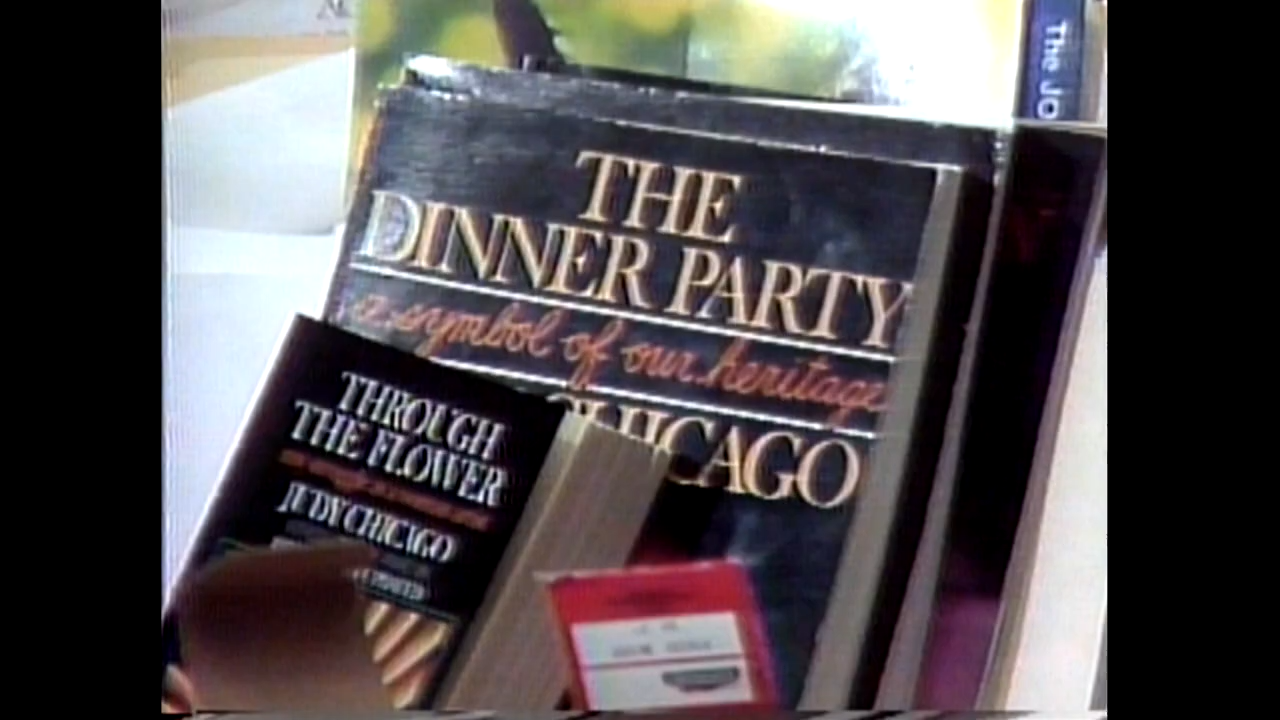 The JO
THE
DINNER PARTY
a symbol of our heritage
CHICAGO
THROUGH
THE FLOWER
JUDY CHICAGO